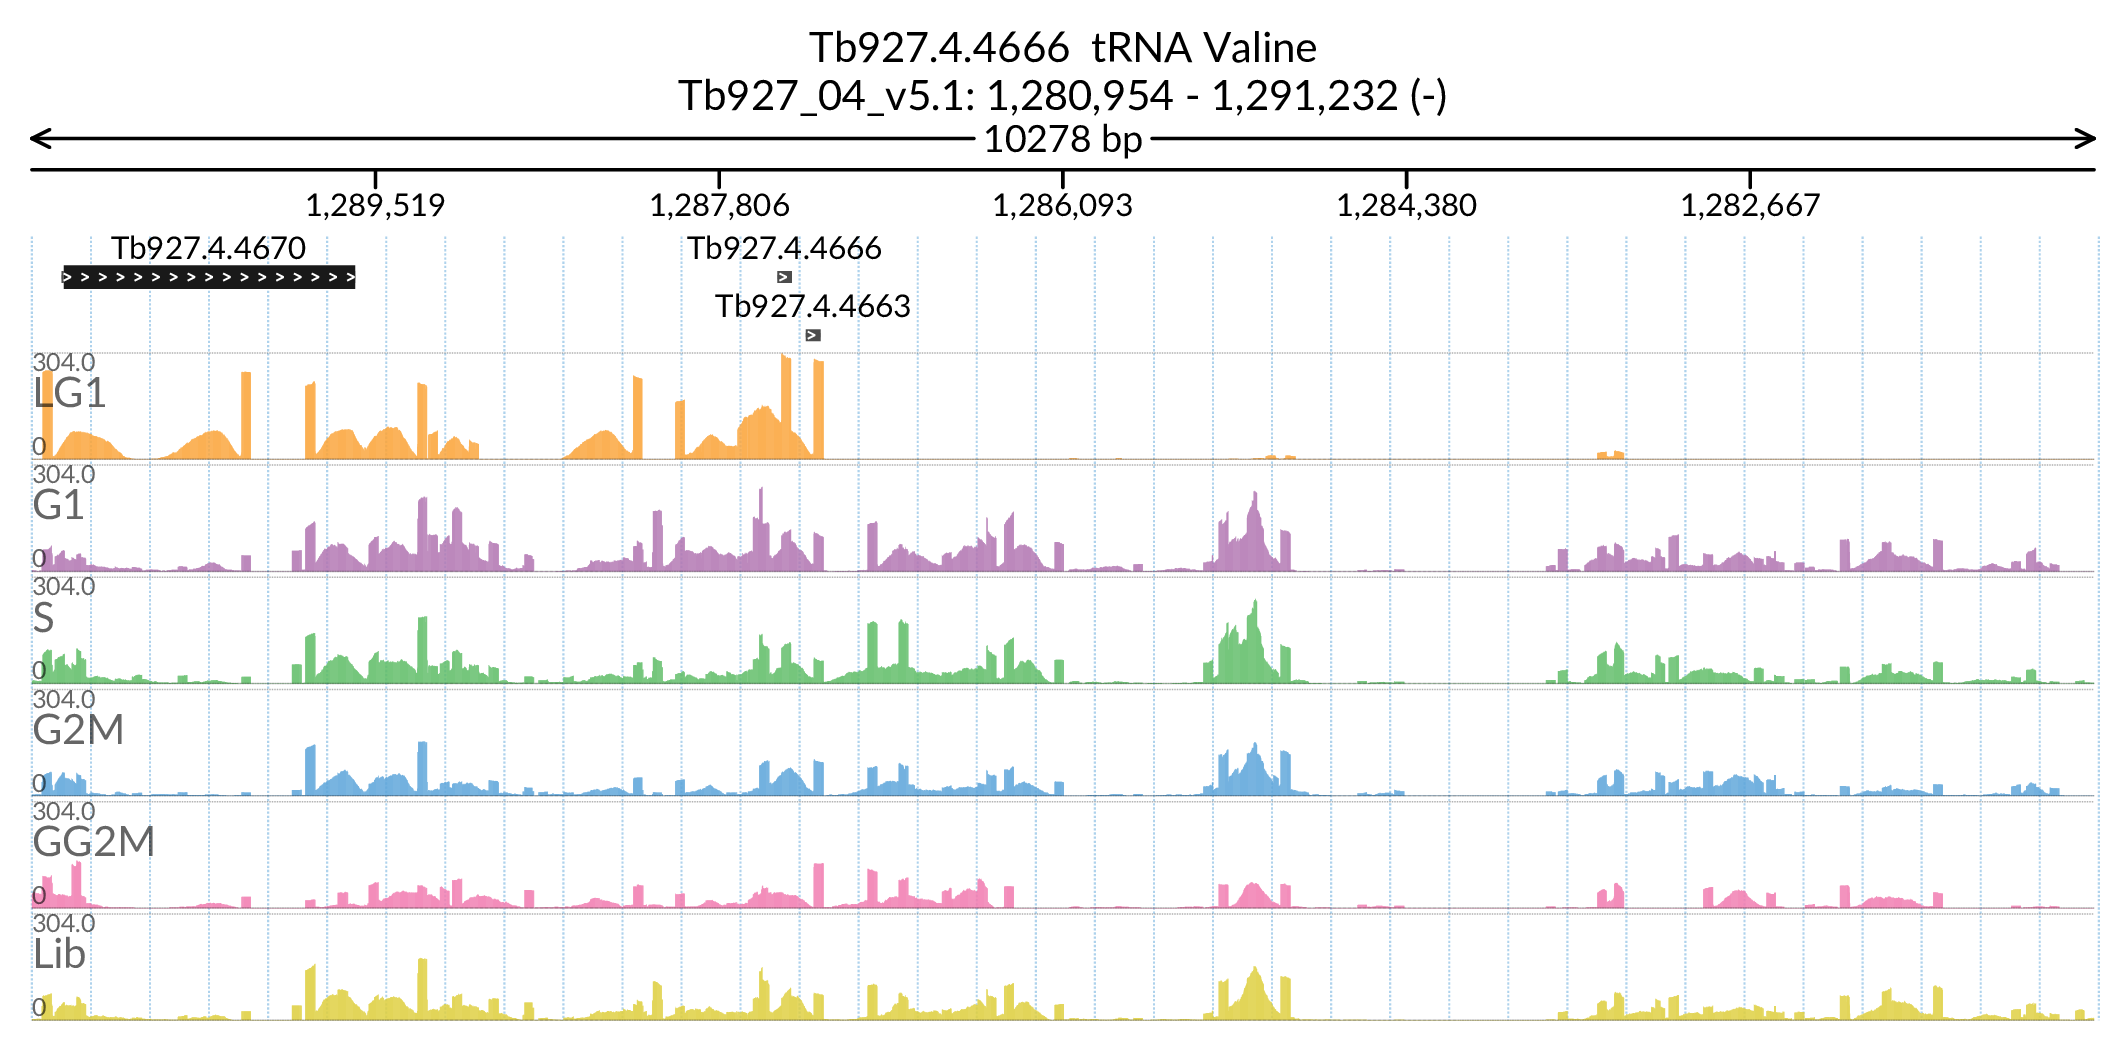 Tb927.4.4666 tRNA Valine
Tb927_04_v5.1: 1,280,954 - 1,291,232 (-)
10278 bp
1,289,519 1,287,806 1,286,093 1,284,380 1,282,667
Tb927.4.4670 Tb927.4.4666
Tb927.4.4663
304.0
LG1
0
304.0
G1
0
304.0
S
0
304.0
G2M
0
304.0
GG2M
0
304.0
Lib
0